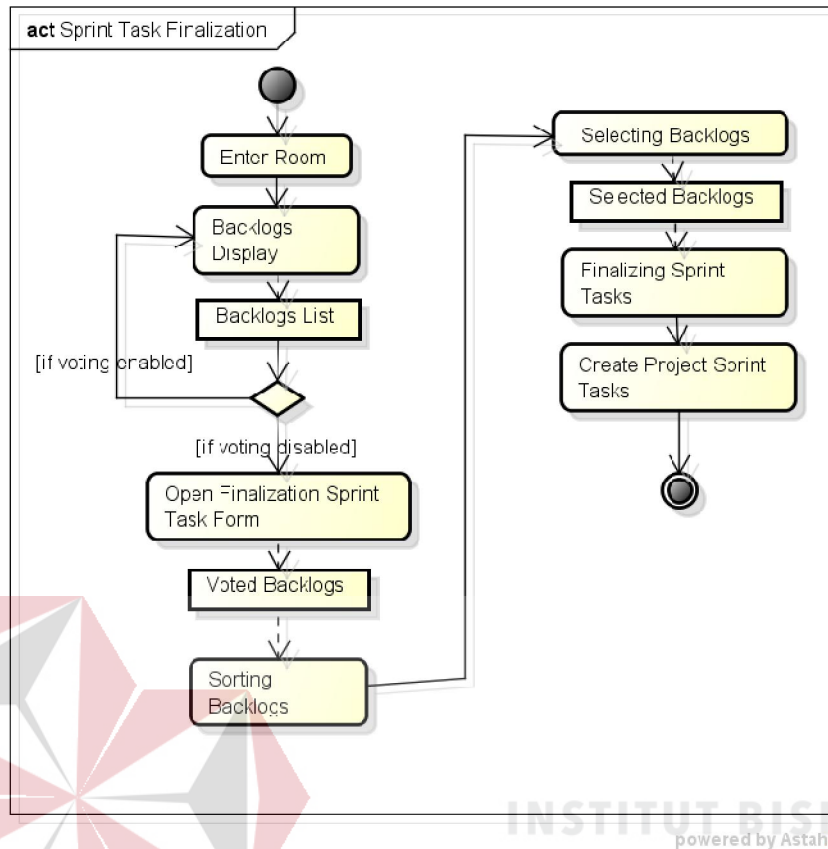 act Sprint Task Finalization
Enter Room
Backlogs
Display
Backlogs List
[if voting enabled]
[if voting disabled]
Open Finalization Sprint
Task Form
Voted Backlogs
Sorting
Backlogs
Selecting Backlogs
Selected Backlogs
Finalizing Sprint
Tasks
Create Project Sprint
Tasks
INSTITUT BISI
powered by Astah